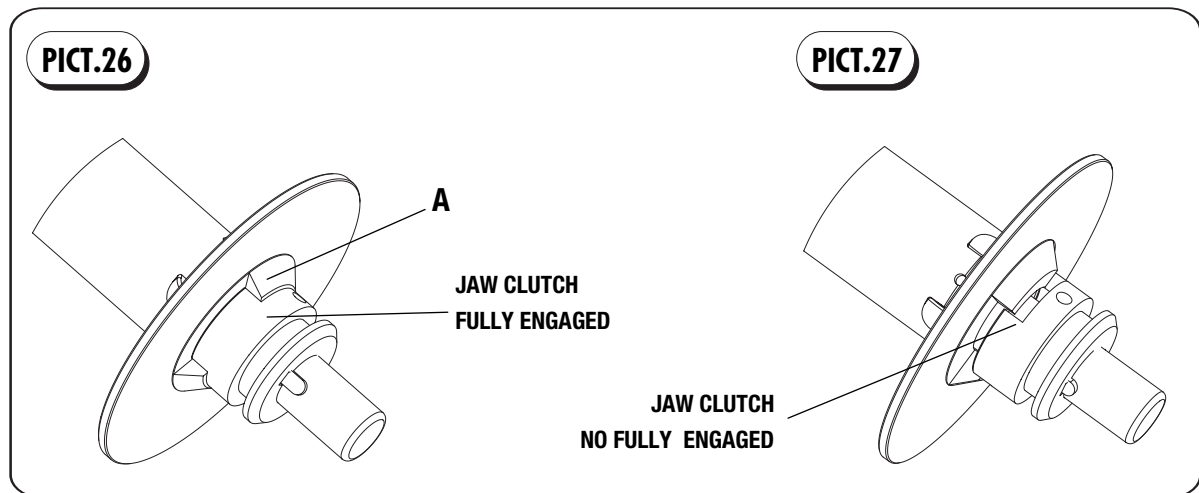 PICT.26
PICT.27
A
JAW CLUTCH
FULLY ENGAGED
JAW CLUTCH
NO FULLY ENGAGED